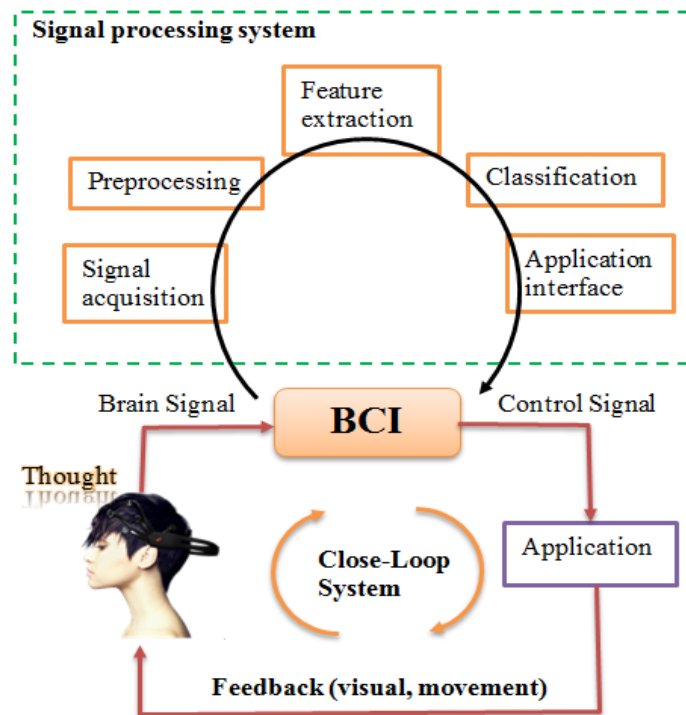 Signal processing system
Feature
extraction
Preprocessing
Classification
Signal
acquisition
Application
interface
Brain Signal
BCI
Control Signal
Thought
Close-Loop
System
Application
Feedback (visual, movement)